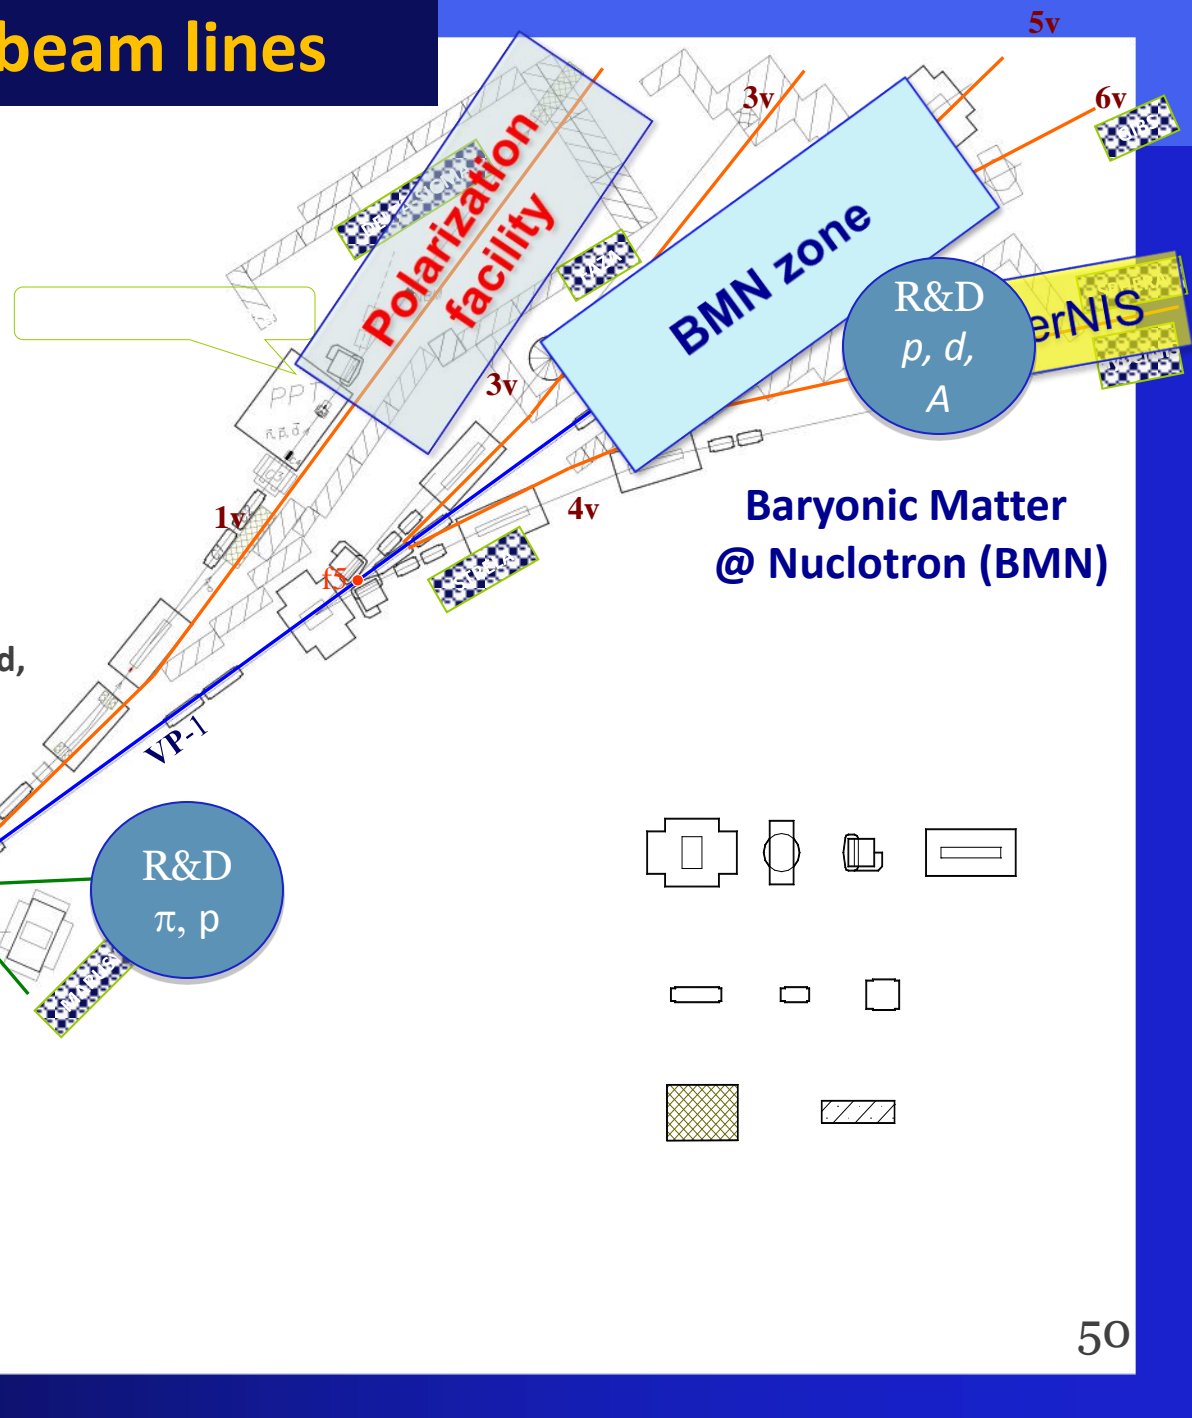 beam lines
5v
3v
6v
Polarization
facility
BMN zone
R&D
p, d,
A
erNIS
3v
PP
1v
4v
Baryonic Matter
@ Nuclotron (BMN)
f5
d,
VP-1
R&D
π, p
50